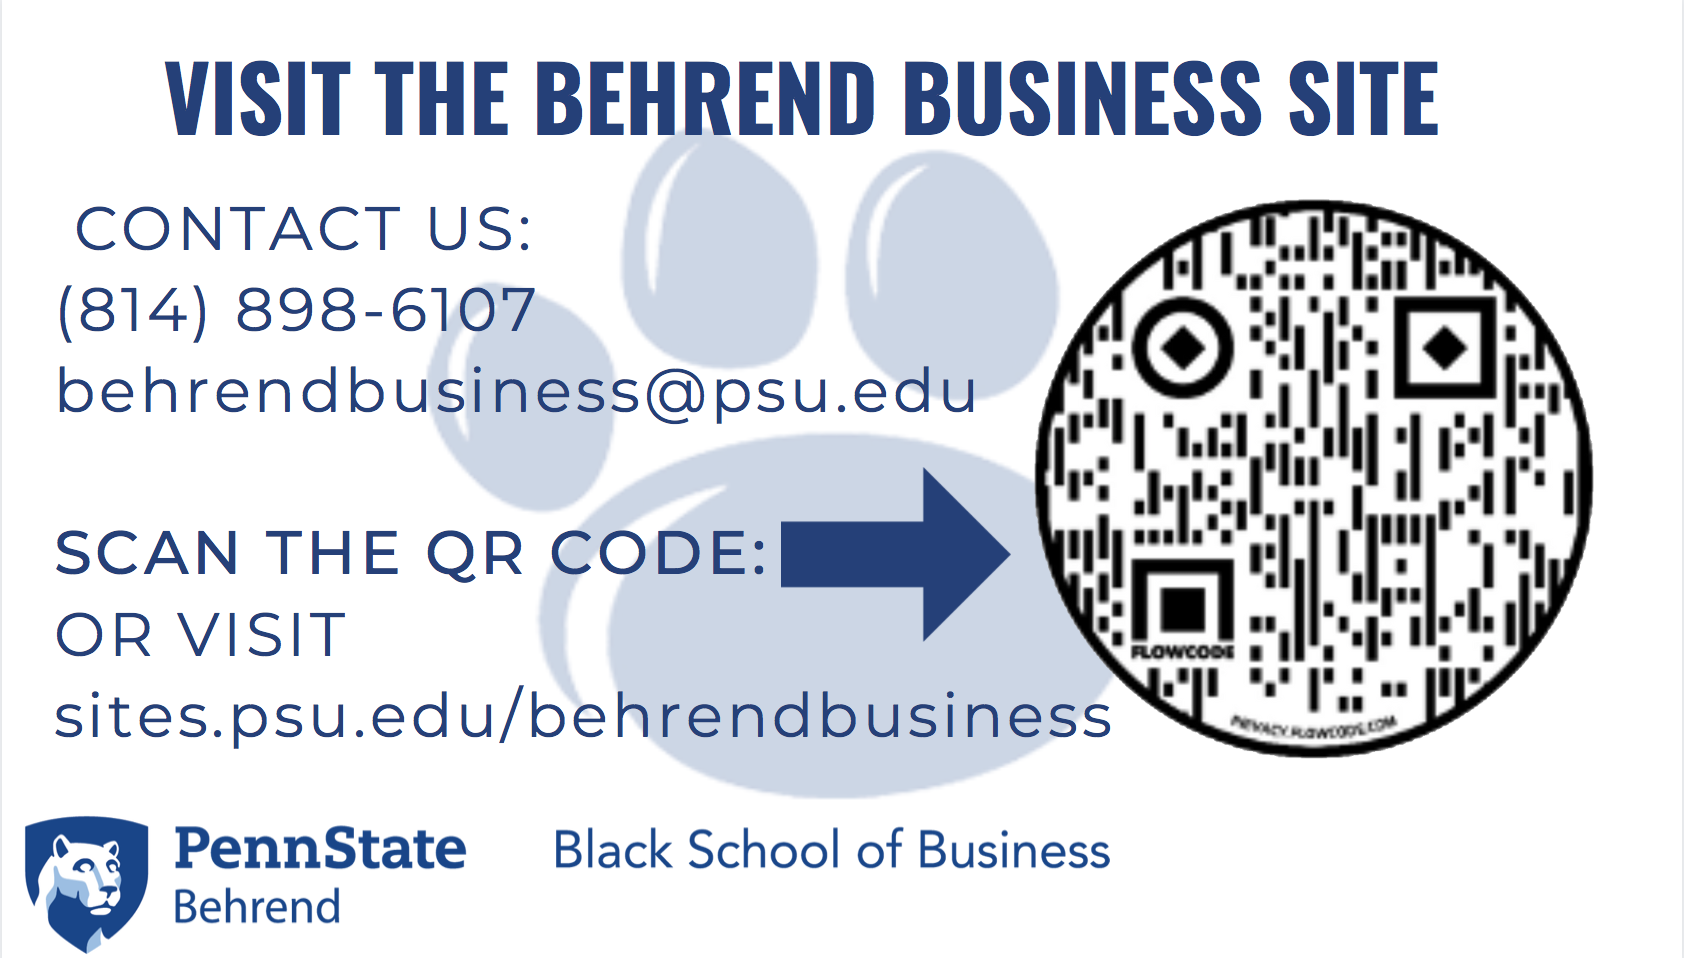 VISIT THE BEHREND BUSINESS SITE
CONTACT US:
(814) 898-6107
behrendbusiness@psu.edu
SCAN THE QR CODE:
OR VISIT
sites.psu.edu/behrendbusiness
FLOWCODE
PRIVACY.FLOWCODE.COM
PennState
Behrend
Black School of Business